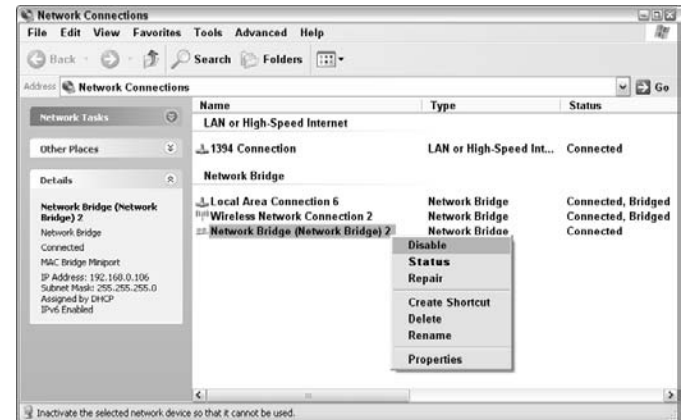 Network Connections
File Edit View Favorites Tools Advanced Help
Back Search Folders
Address Network Connections Go
Name Type Status
Network Tasks
LAN or High-Speed Internet
Other Places
1394 Connection LAN or High-Speed Int... Connected
Network Bridge
Details
Local Area Connection 6 Network Bridge Connected, Bridged
Wireless Network Connection 2 Network Bridge Connected, Bridged
Network Bridge (Network Bridge) 2 Network Bridge Connected
Network Bridge (Network
Bridge) 2
Network Bridge
Connected
MAC Bridge Miniport
IP Address: 192.168.0.106
Subnet Mask: 255.255.255.0
Assigned by DHCP
IPv6 Enabled
Disable
Status
Repair
Create Shortcut
Delete
Rename
Properties
Inactivate the selected network device so that it cannot be used.